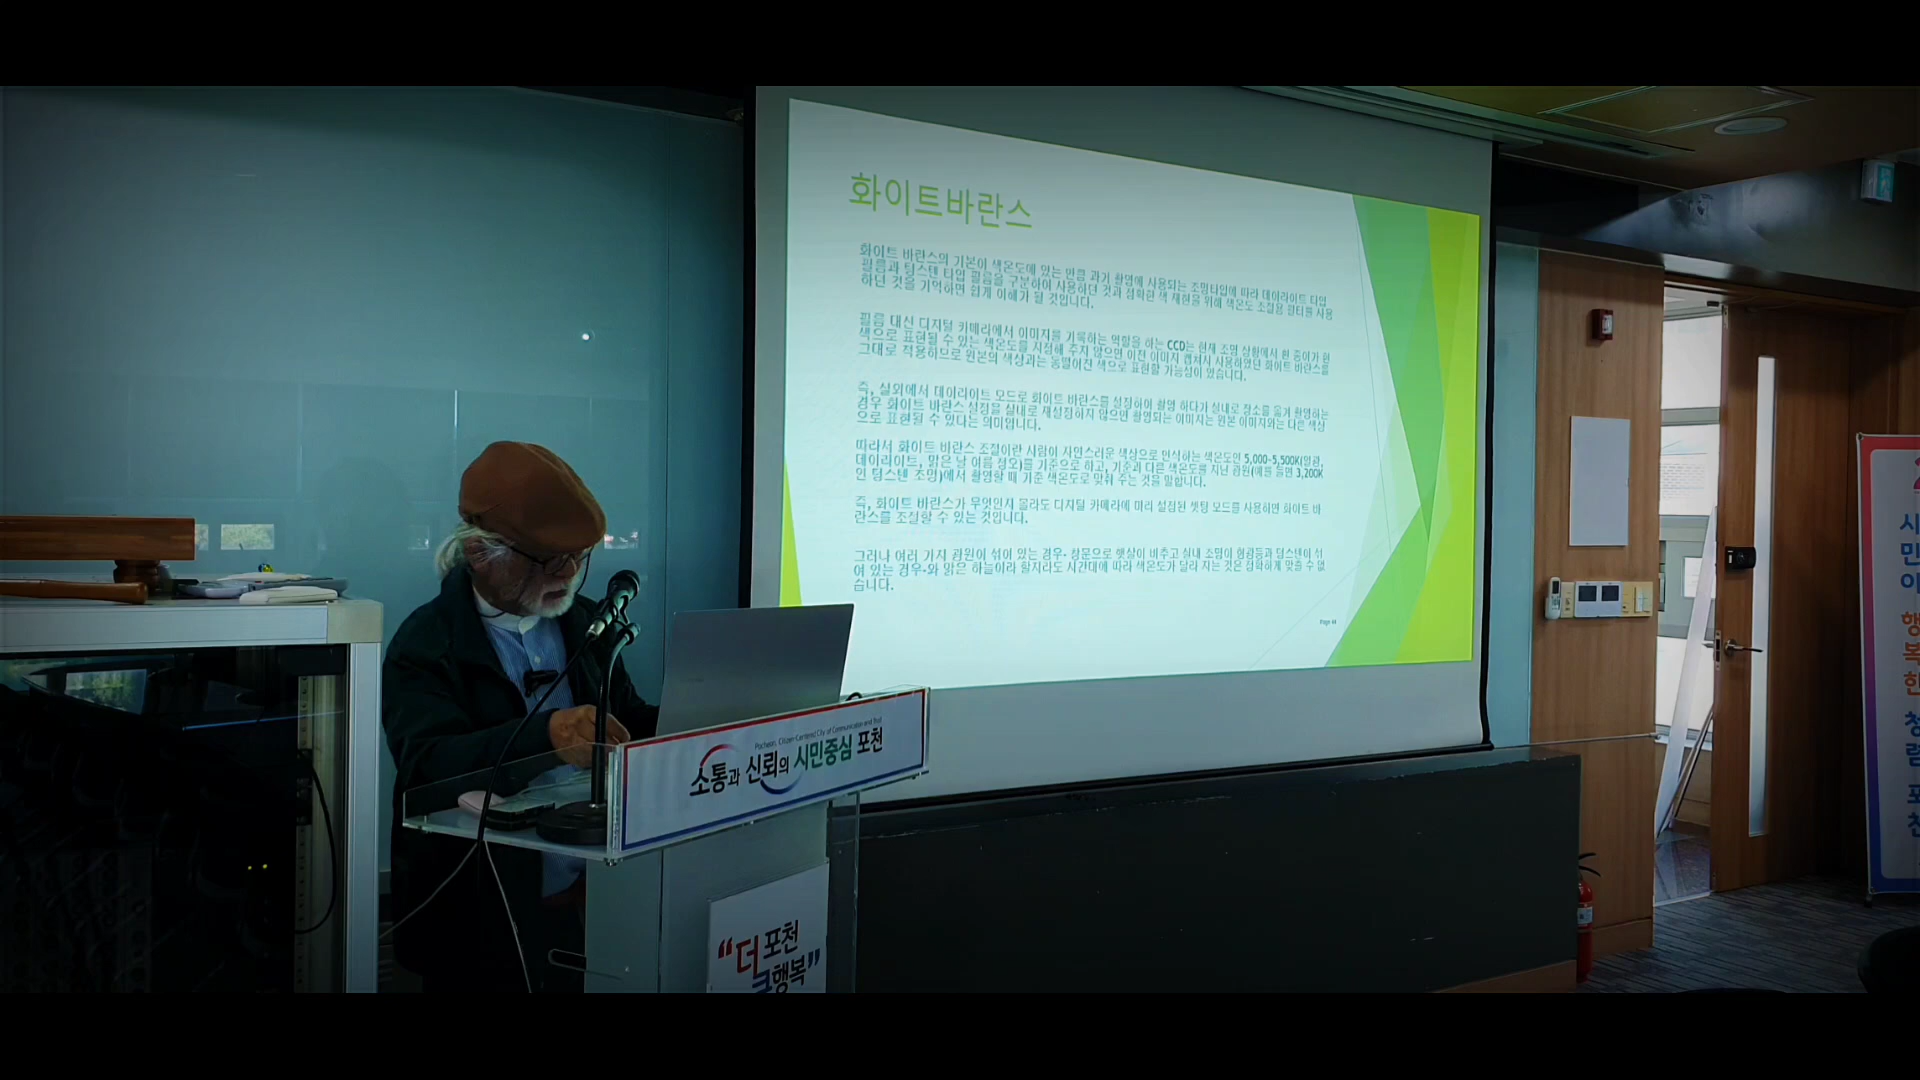 화이트바란스
화이트 바란스의 기본이 색온도에 있는 만큼 과거 촬영에 사용되는 조명타입에 따라 데이라이트 타입
필름과 텅스텐 타입 필름을 구분하여 사용하던 것과 정확한 색 재현을 위해 색온도 조절용 필터를 사용
하던 것을 기억하면 쉽게 이해가 될 것입니다.
필름 대신 디지털 카메라에서 이미지를 기록하는 역할을 하는 CCD는 현재 조명 상황에서 흰 종이가 흰
색으로 표현될 수 있는 색온도를 지정해 주지 않으면 이전 이미지 캡쳐시 사용하였던 화이트 바란스를
그대로 적용하므로 원본의 색상과는 동떨어진 색으로 표현할 가능성이 있습니다.
즉, 실외에서 데이라이트 모드로 화이트 바란스를 설정하여 촬영 하다가 실내로 장소를 옮겨 촬영하는
경우 화이트 바란스 설정을 실내로 재설정하지 않으면 촬영되는 이미지는 원본 이미지와는 다른 색상
으로 표현될 수 있다는 의미입니다.
따라서 화이트 바란스 조절이란 사람이 자연스러운 색상으로 인식하는 색온도인 5,000~5,500K(일광,
데이라이트, 맑은 날 여름 정오)를 기준으로 하고, 기준과 다른 색온도를 지닌 광원(예를 들면 3,200K
인 텅스텐 조명)에서 촬영할 때 기준 색온도로 맞춰 주는 것을 말합니다.
즉, 화이트 바란스가 무엇인지 몰라도 디지털 카메라에 미리 설정된 셋팅 모드를 사용하면 화이트 바
란스를 조절할 수 있는 것입니다.
그러나 여러 가지 광원이 섞여 있는 경우- 창문으로 햇살이 비추고 실내 조명이 형광등과 텅스텐이 섞
여 있는 경우-와 맑은 하늘이라 할지라도 시간대에 따라 색온도가 달라 지는 것은 정확하게 맞출 수 없
습니다.
Page 44
Pocheon, Citizen-Centered City of Communication and Trust
소통과 신뢰의 시민중심 포천
“더 포천
큰 행복”
시민이 행복한 청렴 포천